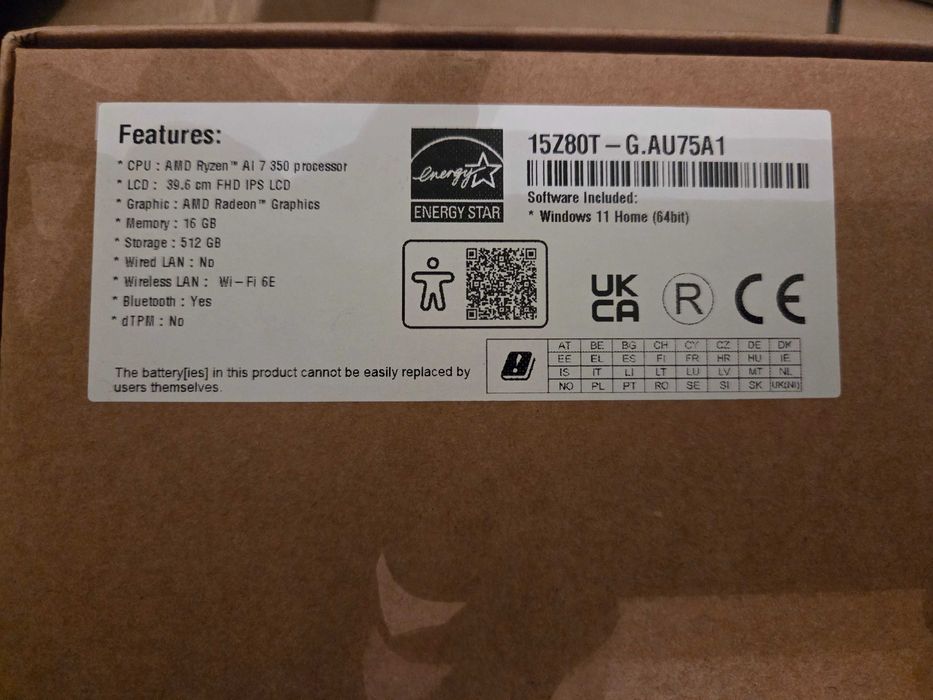 Features:
* CPU : AMD Ryzen™ AI 7 350 processor
* LCD : 39.6 cm FHD IPS LCD
* Graphic : AMD Radeon™ Graphics
* Memory : 16 GB
* Storage : 512 GB
* Wired LAN : No
* Wireless LAN : Wi-Fi 6E
* Bluetooth : Yes
* dTPM : No
The battery[ies] in this product cannot be easily replaced by
users themselves.
energy
ENERGY STAR
15Z80T-G.AU75A1
Software Included:
* Windows 11 Home (64bit)
UK
CA
R
CE
AT BE BG CH CY CZ DE DK
EE EL ES FI FR HR HU IE
IS IT LI LT LU LV MT NL
NO PL PT RO SE SI SK UK(NI)